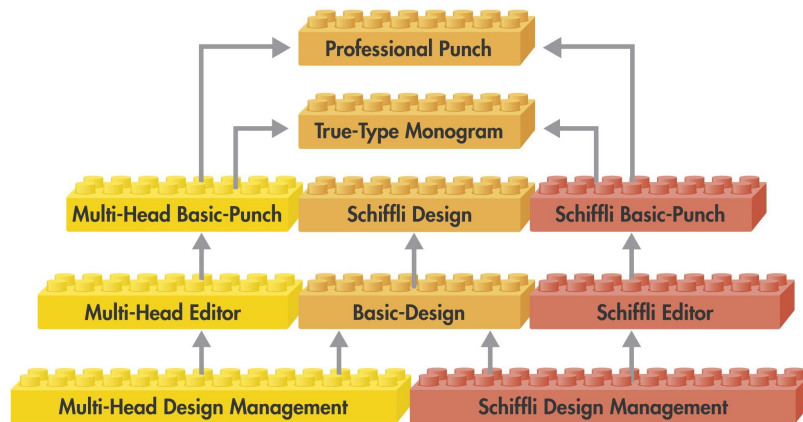 Professional Punch
True-Type Monogram
Multi-Head Basic-Punch
Schiffli Design
Schiffli Basic-Punch
Multi-Head Editor
Basic-Design
Schiffli Editor
Multi-Head Design Management
Schiffli Design Management